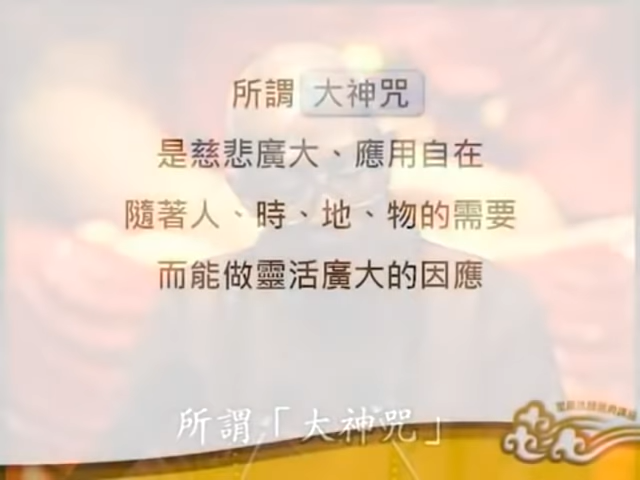 所謂 大神咒
是慈悲廣大、應用自在
隨著人、時、地、物的需要
而能做靈活廣大的因應
所謂「大神咒」